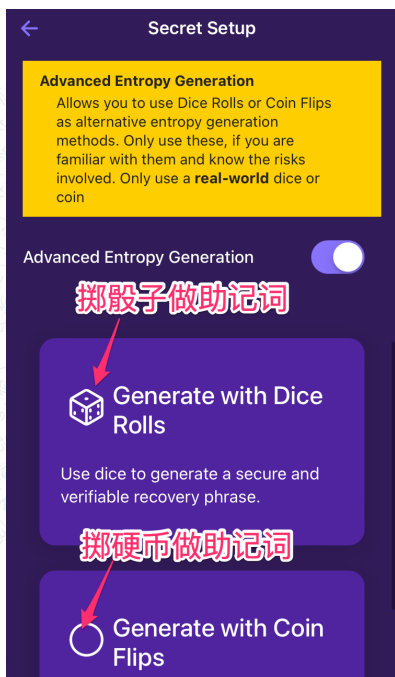 Secret Setup
Advanced Entropy Generation
Allows you to use Dice Rolls or Coin Flips
as alternative entropy generation
methods. Only use these, if you are
familiar with them and know the risks
involved. Only use a real-world dice or
coin
Advanced Entropy Generation
掷骰子做助记词
Generate with Dice
Rolls
Use dice to generate a secure and
verifiable recovery phrase.
掷硬币做助记词
Generate with Coin
Flips